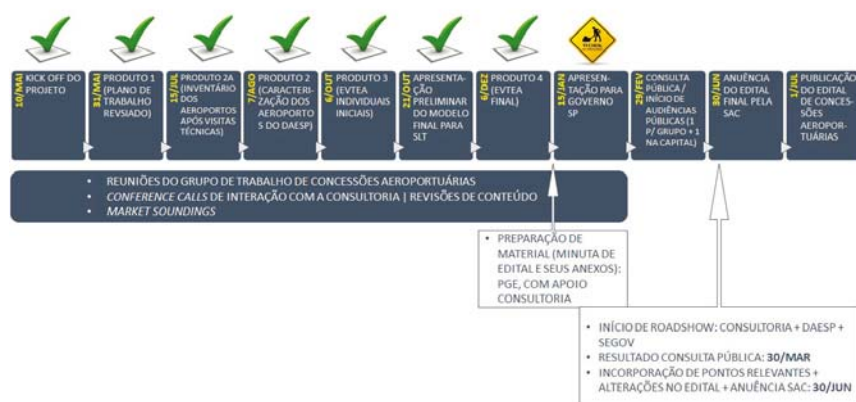 WORK
10/MAI
KICK OFF DO
PROJETO
31/MAI
PRODUTO 1
(PLANO DE
TRABALHO
REVSIADO)
15/JUL
PRODUTO 2A
(INVENTÁRIO
DOS
AEROPORTOS
APÓS VISITAS
TÉCNICAS)
7/AGO
PRODUTO 2
(CARACTERI-
ZAÇÃO DOS
AEROPORTO
S DO DAESP)
6/OUT
PRODUTO 3
(EVTEA
INDIVIDUAIS
INICIAIS)
21/OUT
APRESENTA-
ÇÃO
PRELIMINAR
DO MODELO
FINAL PARA
SLT
6/DEZ
PRODUTO 4
(EVTEA
FINAL)
15/JAN
APRESEN-
TAÇÃO PARA
GOVERNO
SP
29/FEV
CONSULTA
PÚBLICA /
INÍCIO DE
AUDIÊNCIAS
PÚBLICAS (1
P/ GRUPO + 1
NA CAPITAL)
30/JUN
ANUÊNCIA
DO EDITAL
FINAL PELA
SAC
1/JUL
PUBLICAÇÃO
DO EDITAL
DE CONCES-
SÕES
AEROPOR-
TUÁRIAS
• REUNIÕES DO GRUPO DE TRABALHO DE CONCESSÕES AEROPORTUÁRIAS
• CONFERENCE CALLS DE INTERAÇÃO COM A CONSULTORIA | REVISÕES DE CONTEÚDO
• MARKET SOUNDINGS
• PREPARAÇÃO DE
MATERIAL (MINUTA DE
EDITAL E SEUS ANEXOS):
PGE, COM APOIO
CONSULTORIA
• INÍCIO DE ROADSHOW: CONSULTORIA + DAESP +
SEGOV
• RESULTADO CONSULTA PÚBLICA: 30/MAR
• INCORPORAÇÃO DE PONTOS RELEVANTES +
ALTERAÇÕES NO EDITAL + ANUÊNCIA SAC: 30/JUN